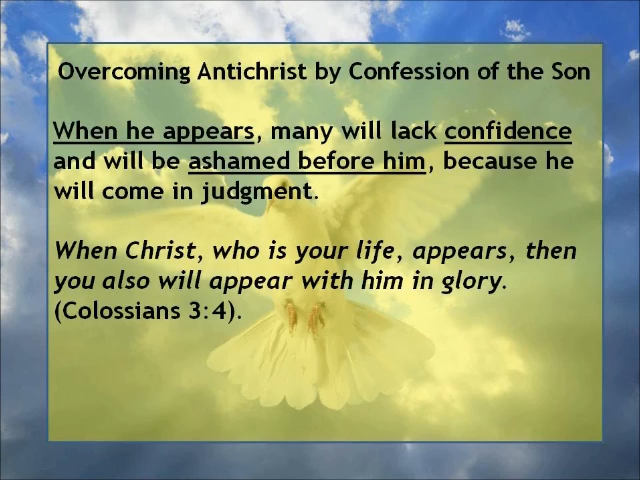 Overcoming Antichrist by Confession of the Son
When he appears, many will lack confidence
and will be ashamed before him, because he
will come in judgment.
When Christ, who is your life, appears, then
you also will appear with him in glory.
(Colossians 3:4).